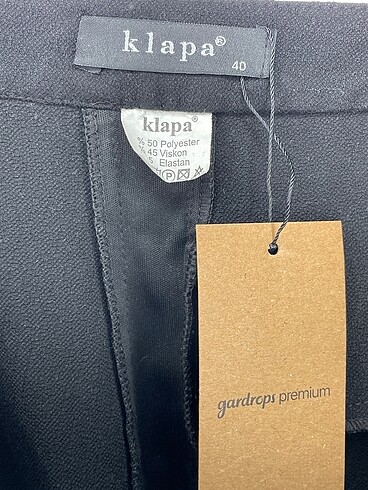 klapa®
40
klapa®
% 50 Polyester
% 45 Viskon
5 Elastan
P
gardrops premium